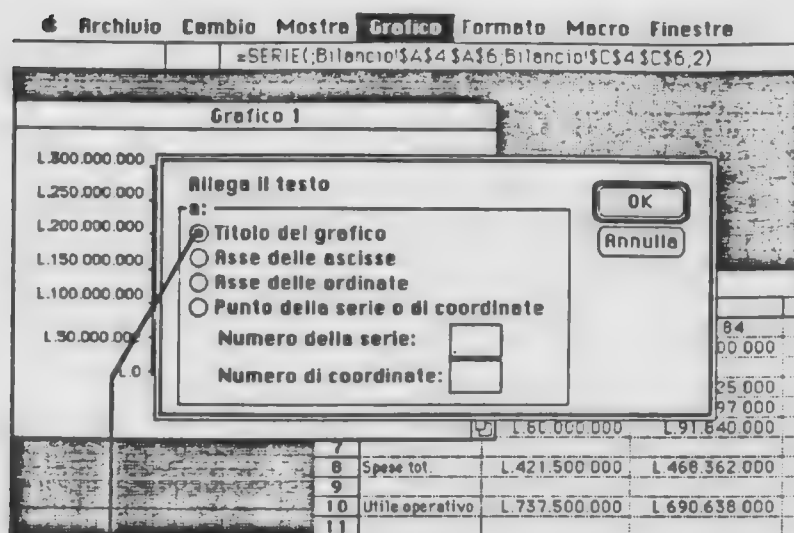 Archivio Cambio Mostra Grafico Formato Macro Finestra
=SERIE(;Bilancio'$A$4 $A$6;Bilancio'$C$4 $C$6,2)
Grafico 1
L.300.000.000
L.250.000.000
L.200.000.000
L.150.000.000
L.100.000.000
L.50.000.00
L.0
Allega il testo
a:
Titolo del grafico
Asse delle ascisse
Asse delle ordinate
Punto della serie o di coordinate
Numero della serie:
Numero di coordinate:
OK
Annulla
84
00 000
25 000
97 000
L.60.000.000 L.91.840.000
7
8 Spese tot. L.421.500 000 L.468.362.000
9
10 Utile operativo L.737.500 000 L 690.638 000
11